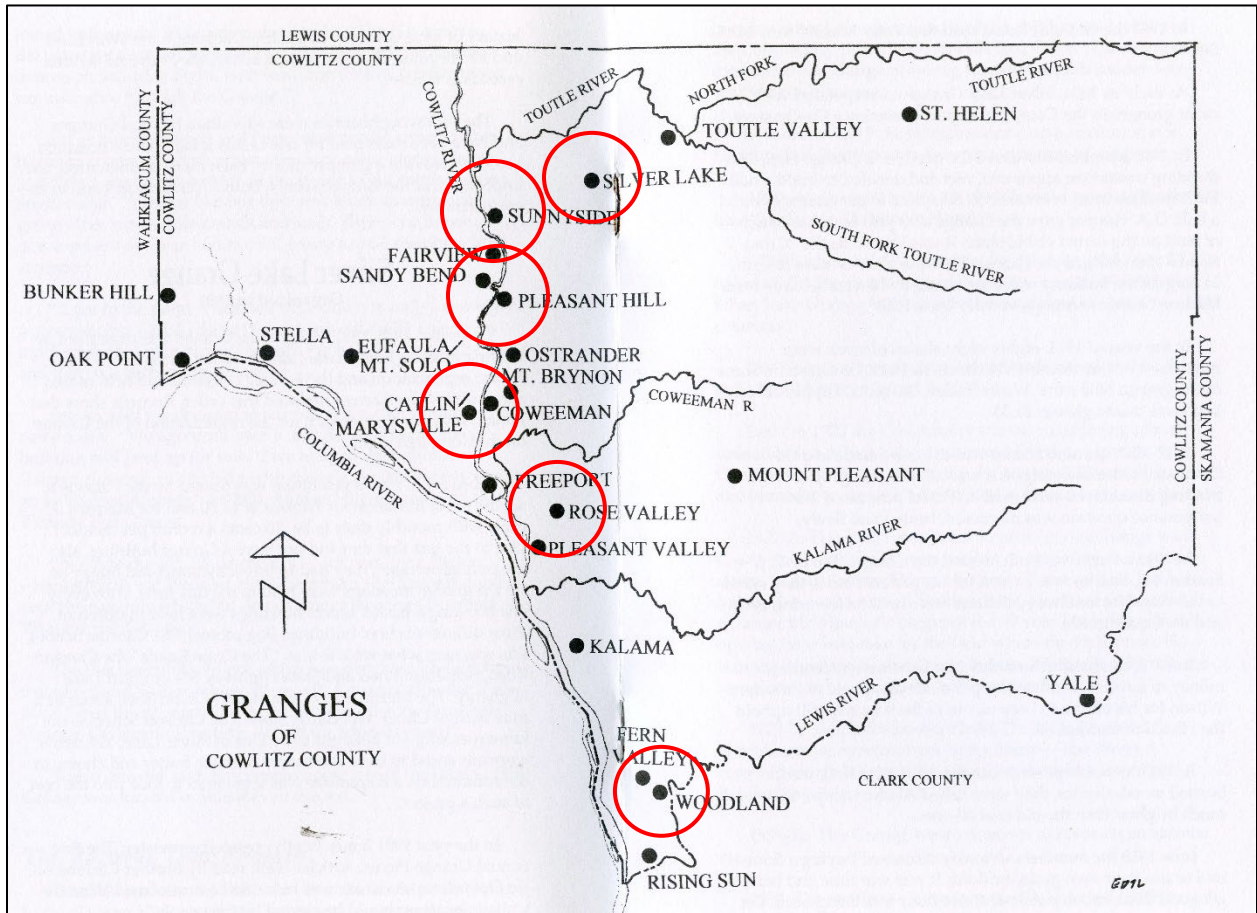 LEWIS COUNTY
COWLITZ COUNTY
WAHKIACUM COUNTY
COWLITZ COUNTY
COWLITZ RIVER
TOUTLE RIVER
NORTH FORK
TOUTLE RIVER
TOUTLE VALLEY
ST. HELEN
SILVER LAKE
SUNNYSIDE
SOUTH FORK TOUTLE RIVER
FAIRVIEW
SANDY BEND
BUNKER HILL
PLEASANT HILL
STELLA
OAK POINT
EUFAULA
MT. SOLO
OSTRANDER
MT. BRYNON
COWLITZ COUNTY
SKAMANIA COUNTY
CATLIN
COWEEMAN
MARYSVILLE
COWEEMAN R
COLUMBIA RIVER
FREEPORT
MOUNT PLEASANT
ROSE VALLEY
PLEASANT VALLEY
KALAMA RIVER
N
KALAMA
GRANGES
OF
COWLITZ COUNTY
LEWIS RIVER
YALE
FERN
VALLEY
CLARK COUNTY
WOODLAND
RISING SUN